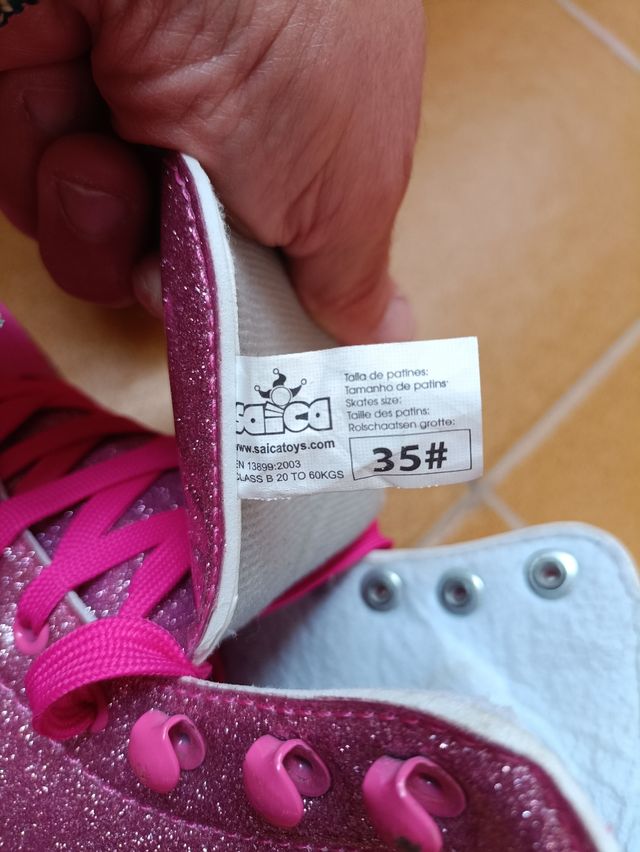 saica
www.saicatoys.com
EN 13899:2003
CLASS B 20 TO 60KGS
Talla de patines:
Tamanho de patins:
Skates size:
Taille des patins:
Rolschaatsen grotte:
35#